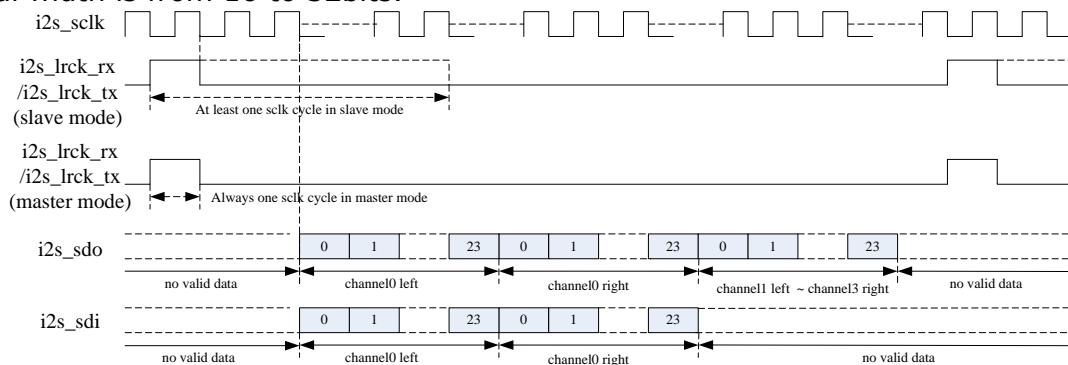 i2s_sclk
i2s_lrck_rx
/i2s_lrck_tx
(slave mode)
At least one sclk cycle in slave mode
i2s_lrck_rx
/i2s_lrck_tx
(master mode)
Always one sclk cycle in master mode
i2s_sdo
0 1 23 0 1 23 0 1 23
no valid data channel0 left channel0 right channel1 left ~ channel3 right no valid data
i2s_sdi
0 1 23 0 1 23
no valid data channel0 left channel0 right no valid data